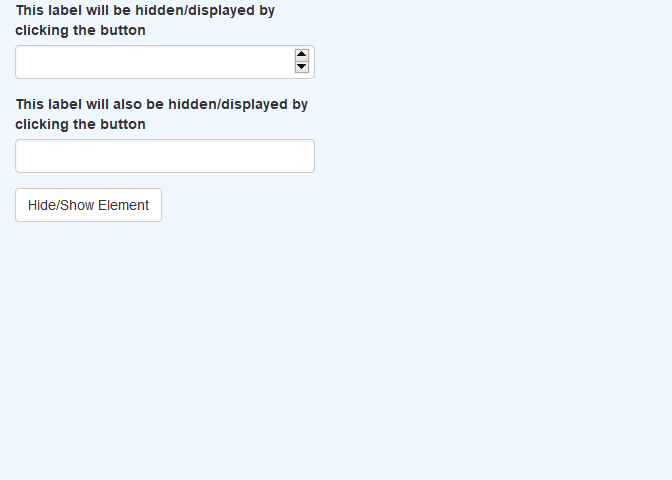 This label will be hidden/displayed by
clicking the button
This label will also be hidden/displayed by
clicking the button
Hide/Show Element